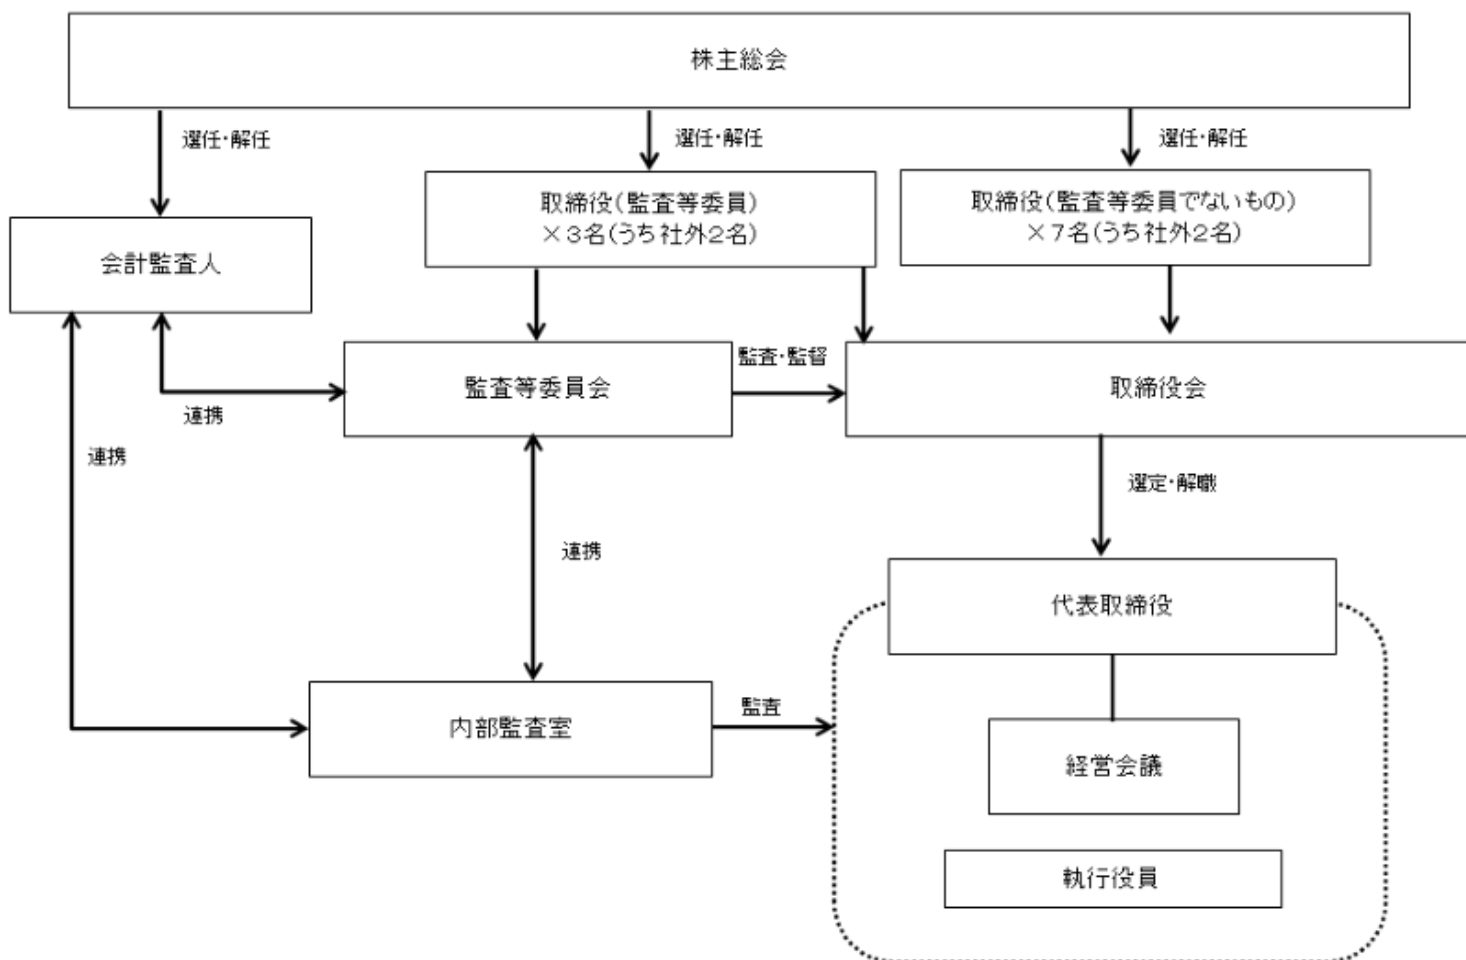 株主総会
選任・解任
選任・解任
選任・解任
取締役(監査等委員)
×3名(うち社外2名)
取締役(監査等委員でないもの)
×7名(うち社外2名)
会計監査人
監査等委員会
監査・監督
取締役会
連携
連携
選定・解職
連携
代表取締役
内部監査室
監査
経営会議
執行役員